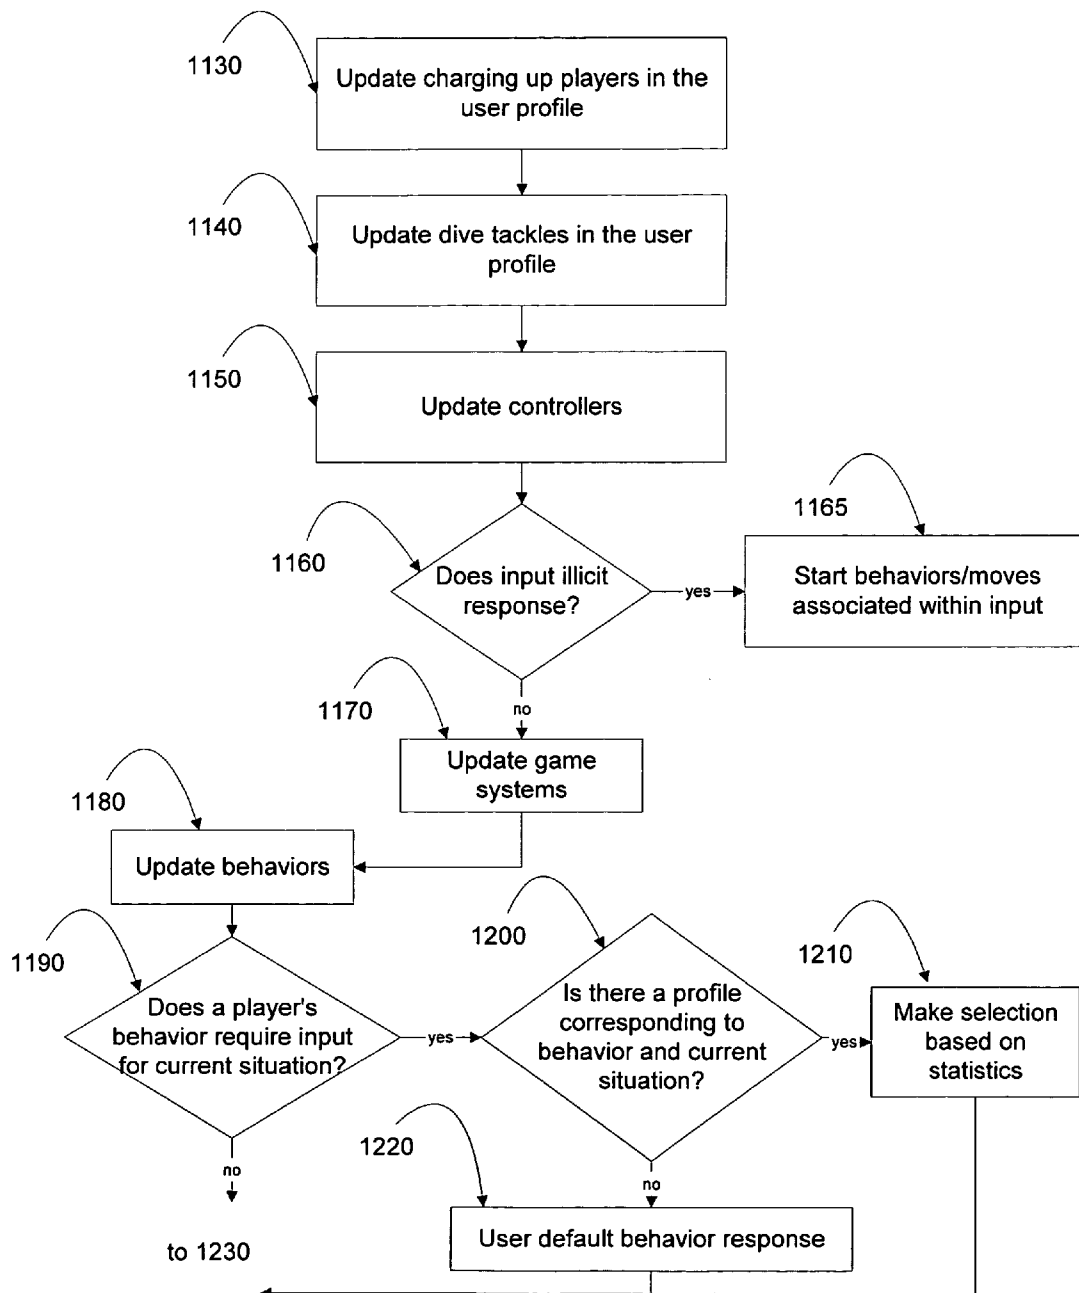 1130
Update charging up players in the
user profile
1140
Update dive tackles in the user
profile
1150
Update controllers
1160
Does input illicit
response?
yes
1165
Start behaviors/moves
associated within input
no
1170
Update game
systems
1180
Update behaviors
1190
Does a player's
behavior require input
for current situation?
yes
1200
Is there a profile
corresponding to
behavior and current
situation?
yes
1210
Make selection
based on
statistics
no
to 1230
no
1220
User default behavior response